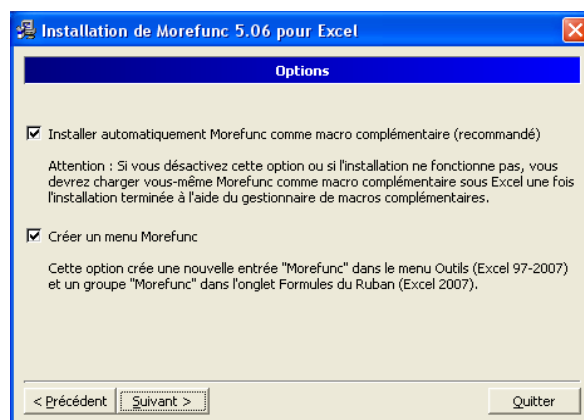 Installation de Morefunc 5.06 pour Excel
Options
Installer automatiquement Morefunc comme macro complémentaire (recommandé)
Attention : Si vous désactivez cette option ou si l'installation ne fonctionne pas, vous
devrez charger vous-même Morefunc comme macro complémentaire sous Excel une fois
l'installation terminée à l'aide du gestionnaire de macros complémentaires.
Créer un menu Morefunc
Cette option crée une nouvelle entrée "Morefunc" dans le menu Outils (Excel 97-2007)
et un groupe "Morefunc" dans l'onglet Formules du Ruban (Excel 2007).
< Précédent Suivant > Quitter